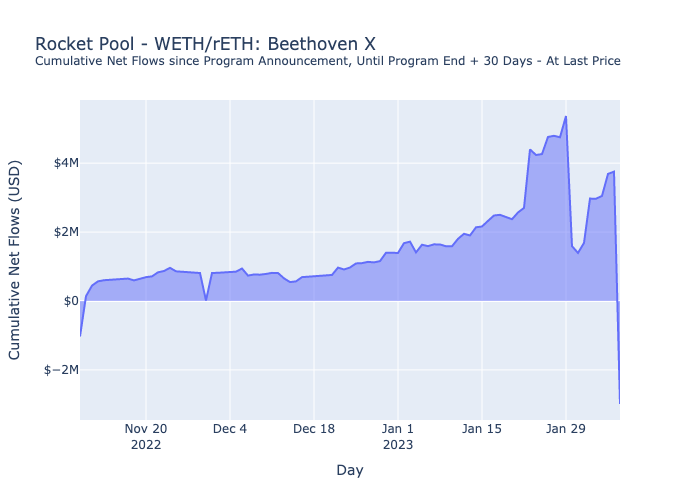 Rocket Pool - WETH/rETH: Beethoven X
Cumulative Net Flows since Program Announcement, Until Program End + 30 Days - At Last Price
Cumulative Net Flows (USD)
$4M
$2M
$0
$−2M
Nov 20
2022
Dec 4
Dec 18
Jan 1
2023
Jan 15
Jan 29
Day